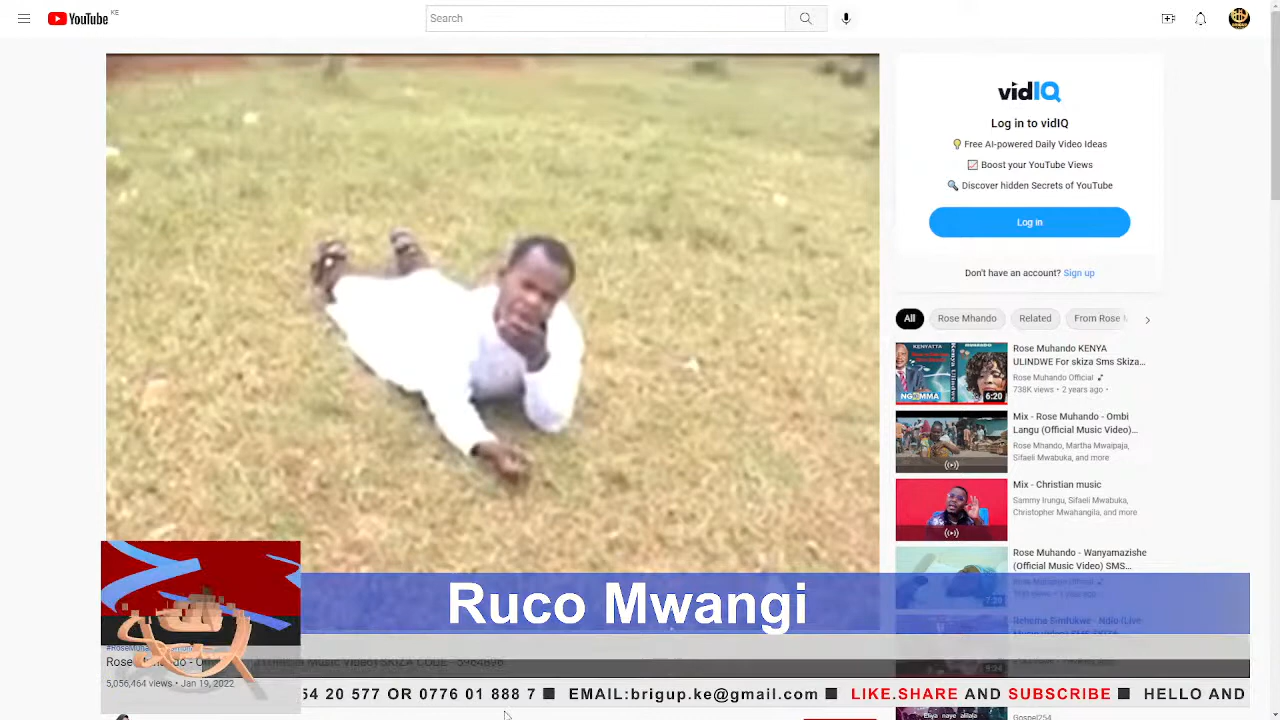 YouTube KE
Search
vidIQ
Log in to vidIQ
Free AI-powered Daily Video Ideas
Boost your YouTube Views
Discover hidden Secrets of YouTube
Log in
Don't have an account? Sign up
All
Rose Mhando
Related
From Rose
KENYATTA
NGOMMA
6:20
Rose Muhando KENYA
ULINDWE For skiza Sms Skiza...
Rose Muhando Official
738K views • 2 years ago •
Mix - Rose Muhando - Ombi
Langu (Official Music Video)...
Rose Mhando, Martha Mwaipaja,
Sifaeli Mwabuka, and more
Mix - Christian music
Sammy Irungu, Sifaeli Mwabuka,
Christopher Mwahangila, and more
Rose Muhando - Wanyamazishe
(Official Music Video) SMS...
Ruco Mwangi
5,056,464 views • Jan 19, 2022
54 20 577 OR 0776 01 888 7 ■ EMAIL:brigup.ke@gmail.com ■ LIKE.SHARE AND SUBSCRIBE ■ HELLO AND
Gospel254